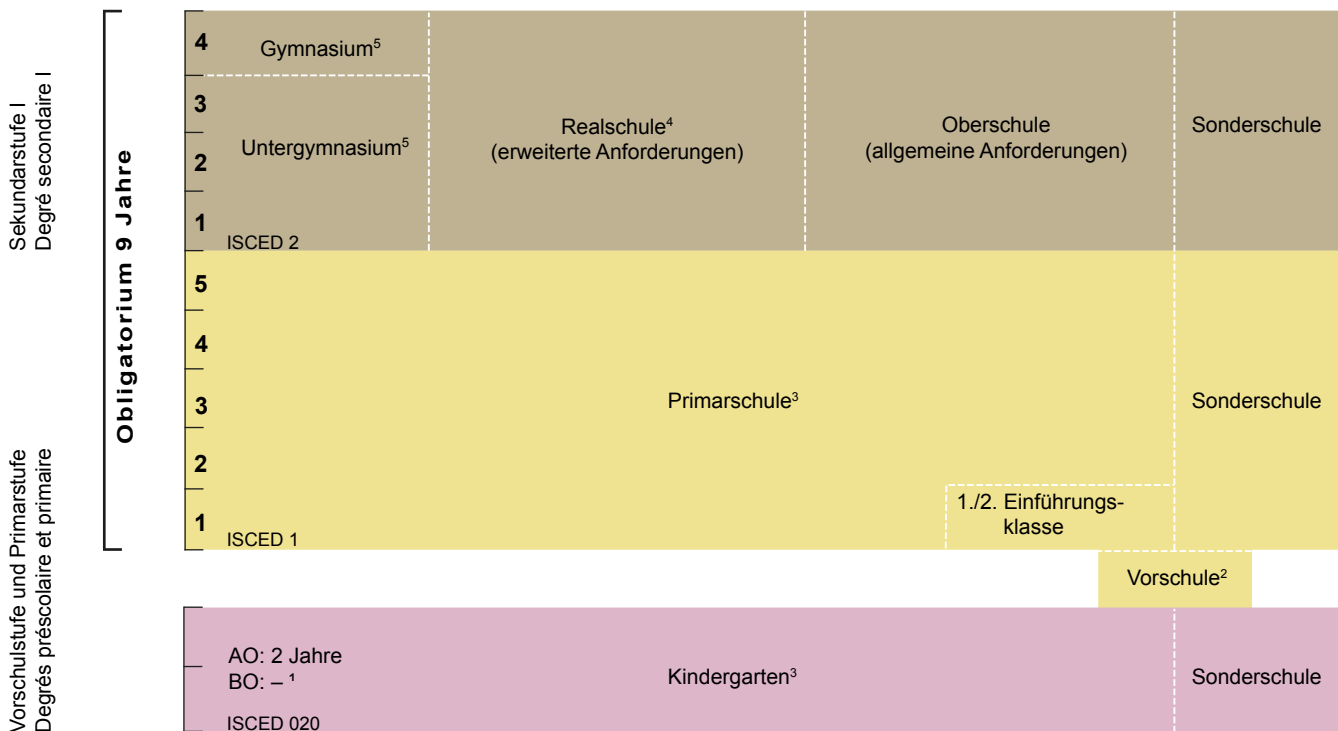 Sekundarstufe I
Degré secondaire I
Vorschulstufe und Primarstufe
Degrés préscolaire et primaire
Obligatorium 9 Jahre
4
3
2
1
Gymnasium⁵
Untergymnasium⁵
ISCED 2
Realschule⁴
(erweiterte Anforderungen)
Oberschule
(allgemeine Anforderungen)
Sonderschule
5
4
3
2
1
ISCED 1
Primarschule³
Sonderschule
1./2. Einführungs-
klasse
Vorschule²
AO: 2 Jahre
BO: – ¹
ISCED 020
Kindergarten³
Sonderschule